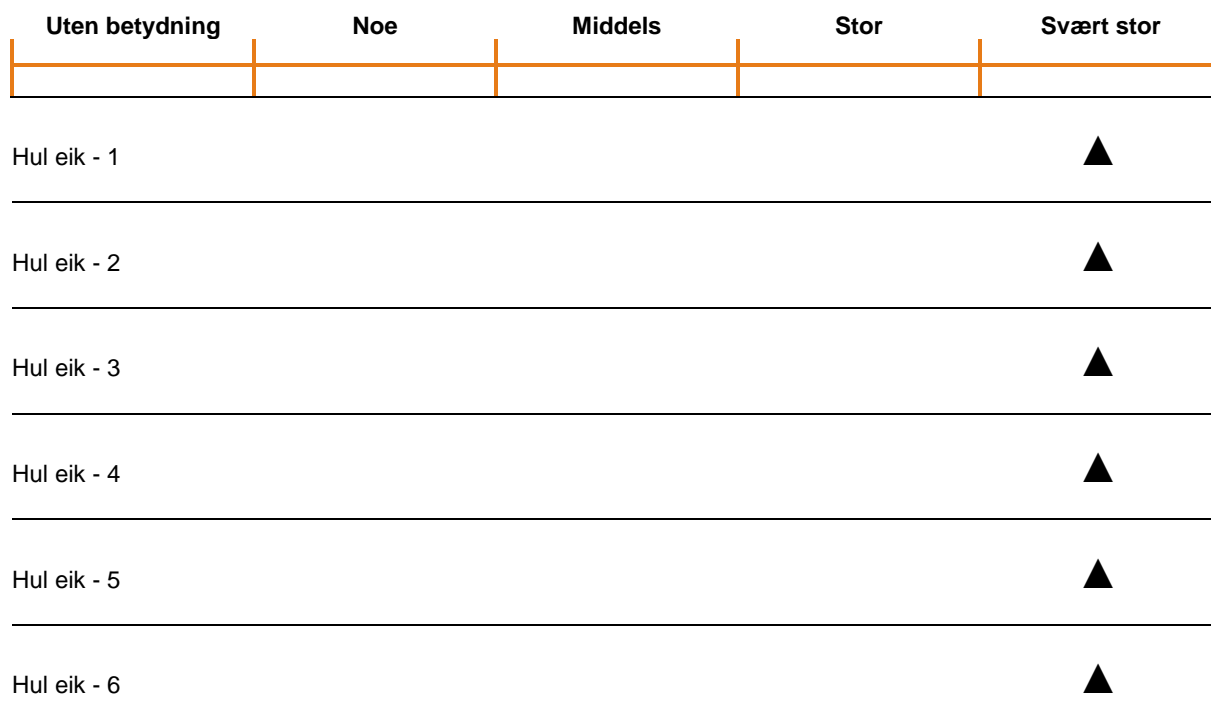 Uten betydning Noe Middels Stor Svært stor
Hul eik - 1
Hul eik - 2
Hul eik - 3
Hul eik - 4
Hul eik - 5
Hul eik - 6